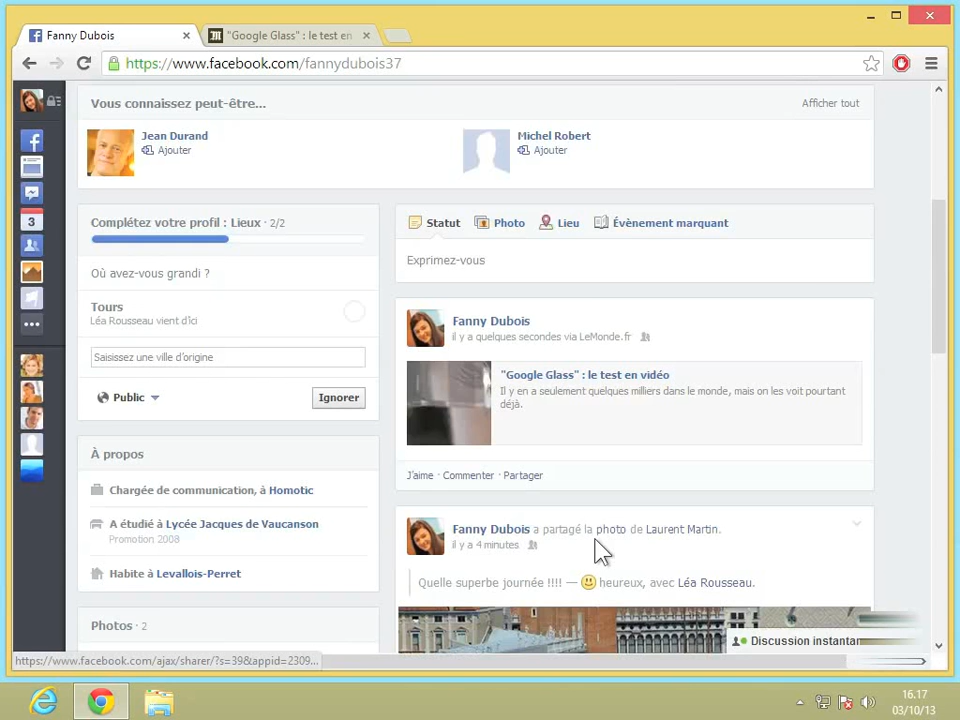 Fanny Dubois
"Google Glass" : le test en
https://www.facebook.com/fannydubois37
Vous connaissez peut-être...
Afficher tout
Jean Durand
Ajouter
Michel Robert
Ajouter
3
Complétez votre profil : Lieux · 2/2
Où avez-vous grandi ?
Tours
Léa Rousseau vient d'ici
Saisissez une ville d'origine
Public
Ignorer
À propos
Chargée de communication, à Homotic
A étudié à Lycée Jacques de Vaucanson
Promotion 2008
Habite à Levallois-Perret
Photos · 2
Statut Photo Lieu Évènement marquant
Exprimez-vous
Fanny Dubois
il y a quelques secondes via LeMonde.fr
"Google Glass" : le test en vidéo
Il y en a seulement quelques milliers dans le monde, mais on les voit pourtant
déjà.
J'aime · Commenter · Partager
Fanny Dubois a partagé la photo de Laurent Martin.
il y a 4 minutes
Quelle superbe journée !!!! — heureux, avec Léa Rousseau.
Discussion instantan
https://www.facebook.com/ajax/sharer/?s=39&appid=2309...
16.17
03/10/13